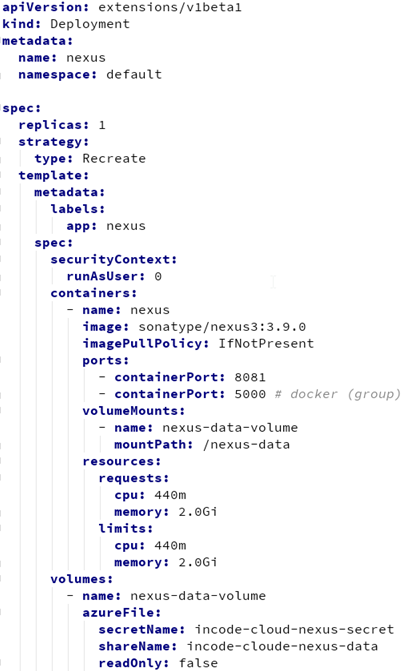 apiVersion: extensions/v1beta1
kind: Deployment
metadata:
  name: nexus
  namespace: default

spec:
  replicas: 1
  strategy:
    type: Recreate
  template:
    metadata:
      labels:
        app: nexus
    spec:
      securityContext:
        runAsUser: 0
      containers:
        - name: nexus
          image: sonatype/nexus3:3.9.0
          imagePullPolicy: IfNotPresent
          ports:
            - containerPort: 8081
            - containerPort: 5000 # docker (group)
          volumeMounts:
            - name: nexus-data-volume
              mountPath: /nexus-data
          resources:
            requests:
              cpu: 440m
              memory: 2.0Gi
            limits:
              cpu: 440m
              memory: 2.0Gi
      volumes:
        - name: nexus-data-volume
          azureFile:
            secretName: incode-cloud-nexus-secret
            shareName: incode-cloude-nexus-data
            readOnly: false